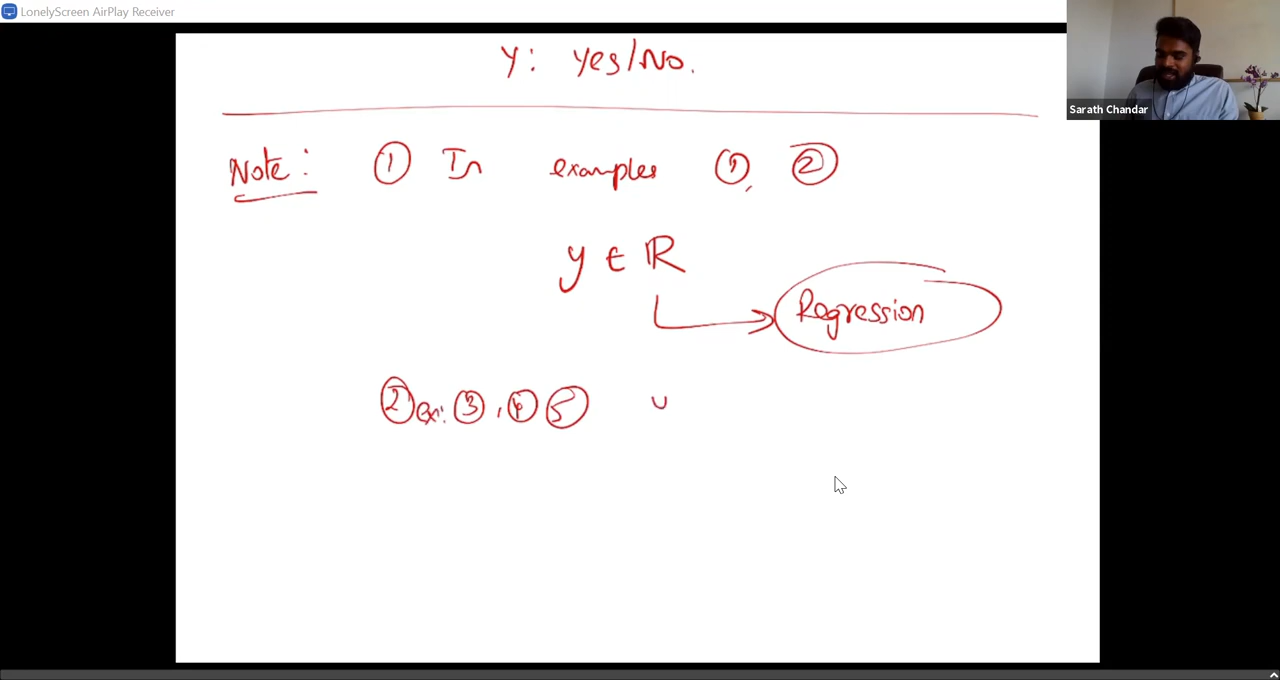 LonelyScreen AirPlay Receiver
Y: Yes/No.
Sarath Chandar
Note: ① In examples ①, ②
y ∈ ℝ
Regression
② ex: ③, ④ ⑤